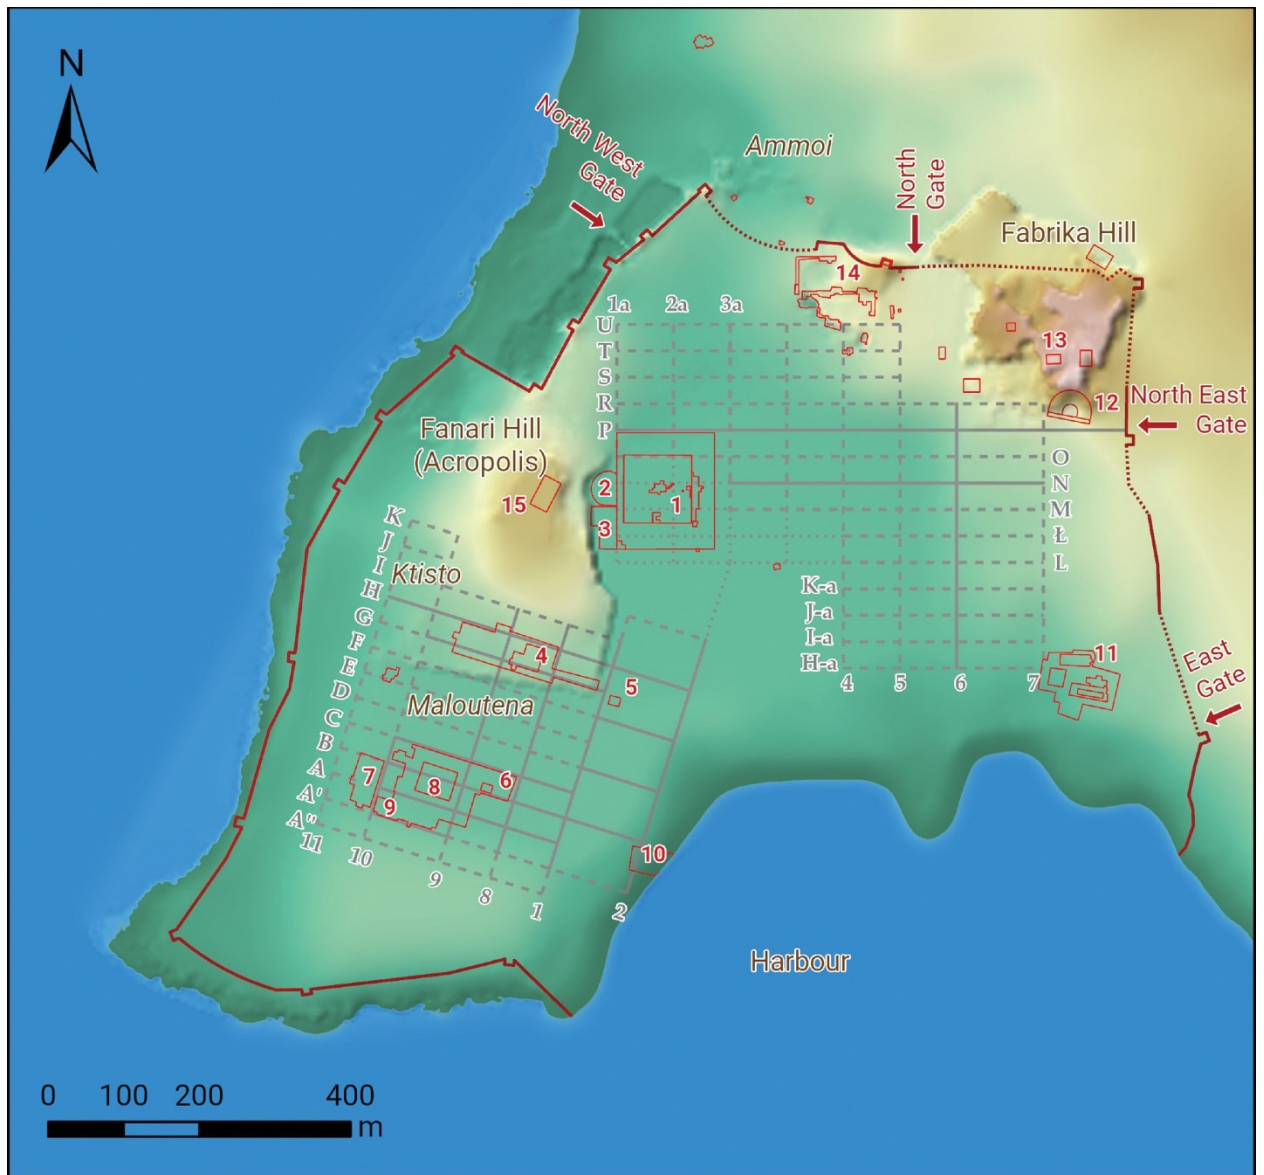 N
North West
Gate
Ammoi
North
Gate
Fabrika Hill
14
1a
2a
3a
U
T
S
R
P
13
12
North East
Gate
Fanari Hill
(Acropolis)
15
2
1
3
O
N
M
Ł
L
K
J
I
H
G
F
E
D
C
B
A
A'
A"
Ktisto
K-a
J-a
I-a
H-a
4
5
6
7
11
East
Gate
4
5
Maloutena
7
8
6
9
10
11
10
9
8
1
2
Harbour
0
100
200
400
m